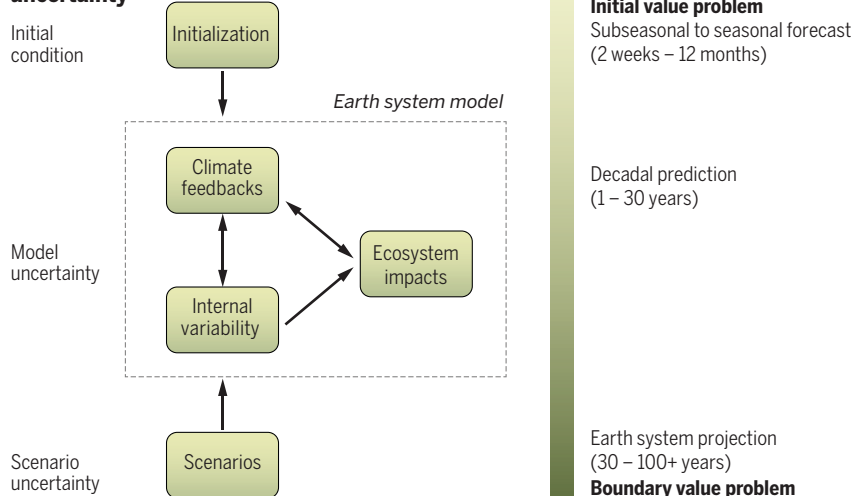 uncertainty
Initial
condition
Initialization
Earth system model
Climate
feedbacks
Model
uncertainty
Ecosystem
impacts
Internal
variability
Scenario
uncertainty
Scenarios
Initial value problem
Subseasonal to seasonal forecast
(2 weeks – 12 months)
Decadal prediction
(1 – 30 years)
Earth system projection
(30 – 100+ years)
Boundary value problem